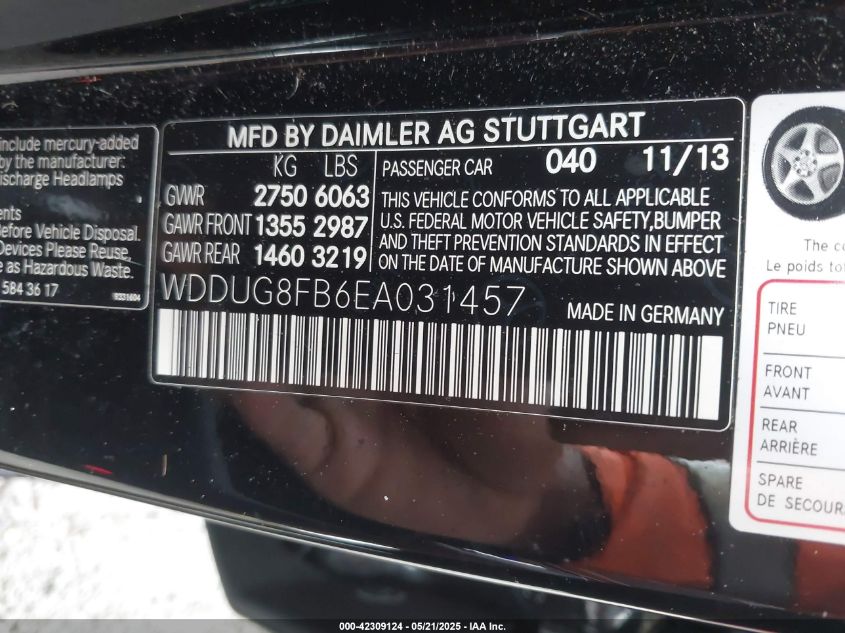 include mercury-added
by the manufacturer:
Discharge Headlamps
Before Vehicle Disposal.
Devices Please Reuse,
e as Hazardous Waste.
584 36 17
MFD BY DAIMLER AG STUTTGART
KG LBS
GVWR 2750 6063
GAWR FRONT 1355 2987
GAWR REAR 1460 3219
PASSENGER CAR 040 11/13
THIS VEHICLE CONFORMS TO ALL APPLICABLE
U.S. FEDERAL MOTOR VEHICLE SAFETY,BUMPER
AND THEFT PREVENTION STANDARDS IN EFFECT
ON THE DATE OF MANUFACTURE SHOWN ABOVE
WDDUG8FB6EA031457
MADE IN GERMANY
The co
Le poids tot
TIRE
PNEU
FRONT
AVANT
REAR
ARRIÈRE
SPARE
DE SECOUR
000-42309124 - 05/21/2025 - IAA Inc.